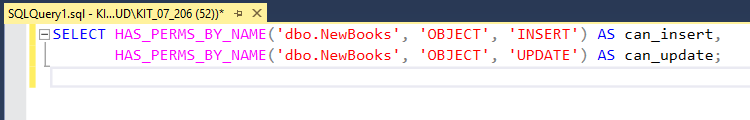 SQLQuery1.sql - KI...UD\KIT_07_206 (52))*
SELECT HAS_PERMS_BY_NAME('dbo.NewBooks', 'OBJECT', 'INSERT') AS can_insert,
HAS_PERMS_BY_NAME('dbo.NewBooks', 'OBJECT', 'UPDATE') AS can_update;